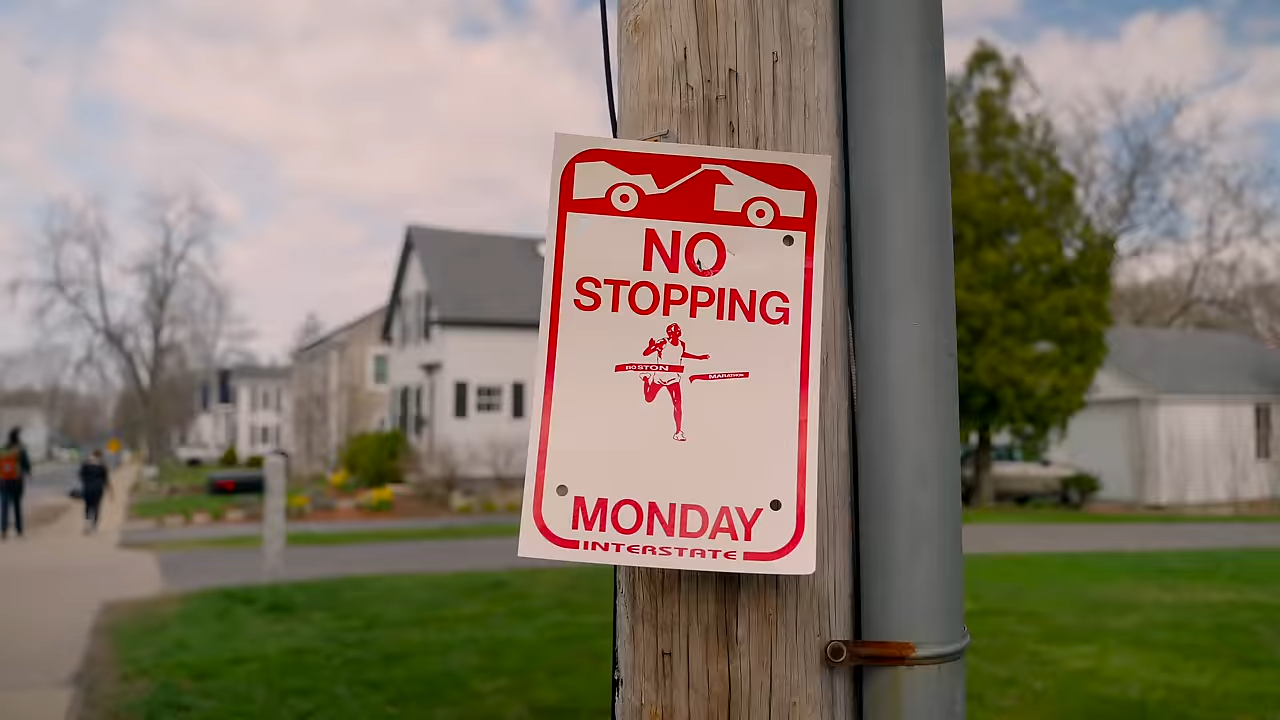 NO
STOPPING
BOSTON MARATHON
MONDAY
INTERSTATE